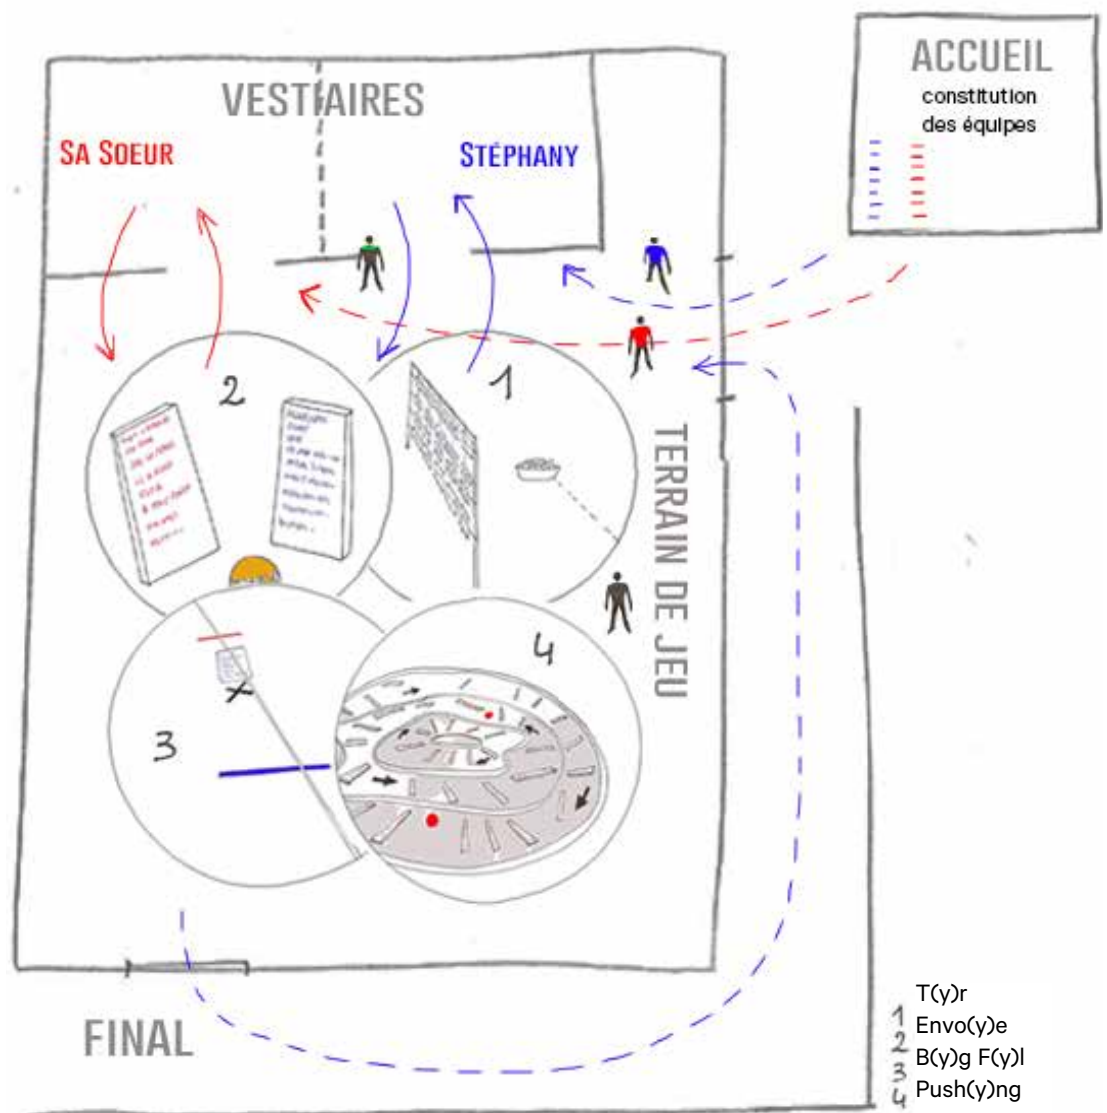 ACCUEIL
constitution
des équipes
VESTIAIRES
SA SOEUR
STÉPHANY
2
1
TERRAIN DE JEU
4
3
FINAL
T(y)r
1 Envo(y)e
2 B(y)g F(y)l
3 Push(y)ng
4